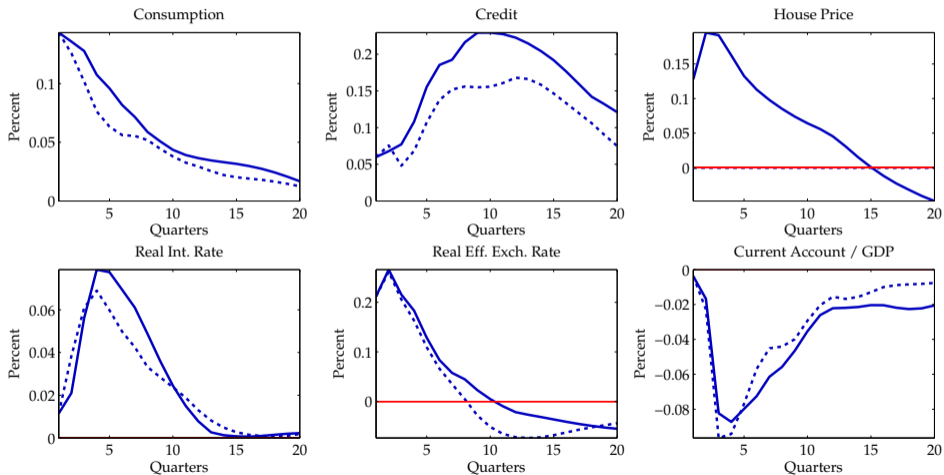 Consumption
Percent
0.1
0.05
0
5 10 15 20
Quarters
Credit
Percent
0.2
0.15
0.1
0.05
0
5 10 15 20
Quarters
House Price
Percent
0.15
0.1
0.05
0
5 10 15 20
Quarters
Real Int. Rate
Percent
0.06
0.04
0.02
0
5 10 15 20
Quarters
Real Eff. Exch. Rate
Percent
0.2
0.1
0
5 10 15 20
Quarters
Current Account / GDP
Percent
0
−0.02
−0.04
−0.06
−0.08
5 10 15 20
Quarters